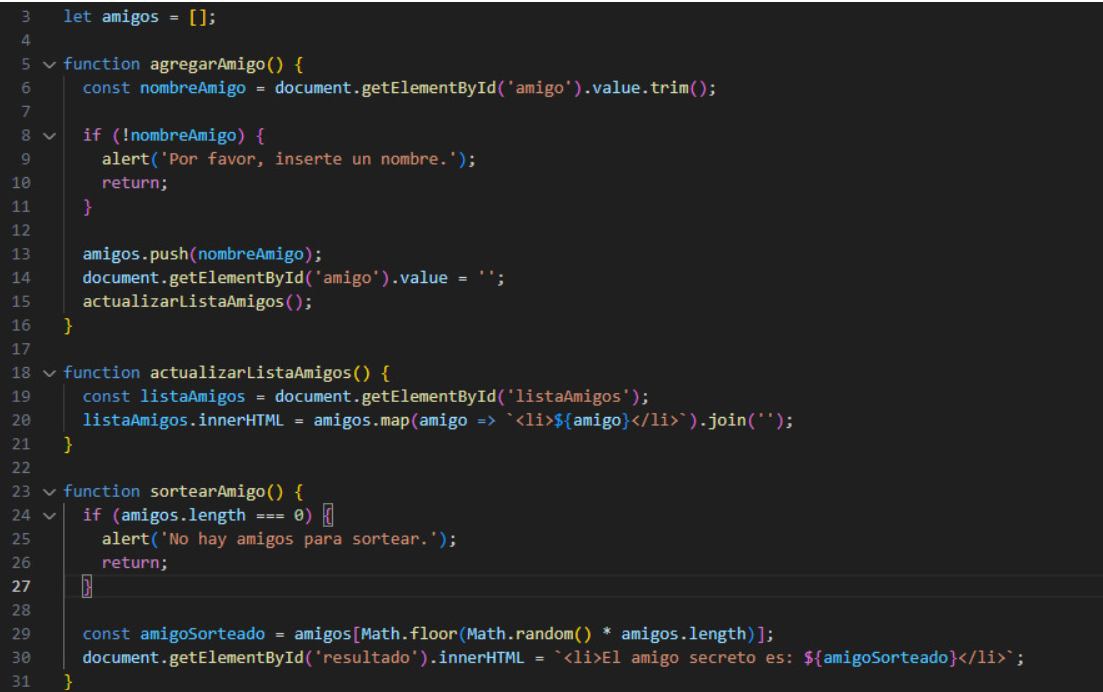 3 let amigos = [];
4
5 function agregarAmigo() {
6 const nombreAmigo = document.getElementById('amigo').value.trim();
7
8 if (!nombreAmigo) {
9 alert('Por favor, inserte un nombre.');
10 return;
11 }
12
13 amigos.push(nombreAmigo);
14 document.getElementById('amigo').value = '';
15 actualizarListaAmigos();
16 }
17
18 function actualizarListaAmigos() {
19 const listaAmigos = document.getElementById('listaAmigos');
20 listaAmigos.innerHTML = amigos.map(amigo => `<li>${amigo}</li>`).join('');
21 }
22
23 function sortearAmigo() {
24 if (amigos.length === 0) {
25 alert('No hay amigos para sortear.');
26 return;
27 }
28
29 const amigoSorteado = amigos[Math.floor(Math.random() * amigos.length)];
30 document.getElementById('resultado').innerHTML = `<li>El amigo secreto es: ${amigoSorteado}</li>`;
31 }